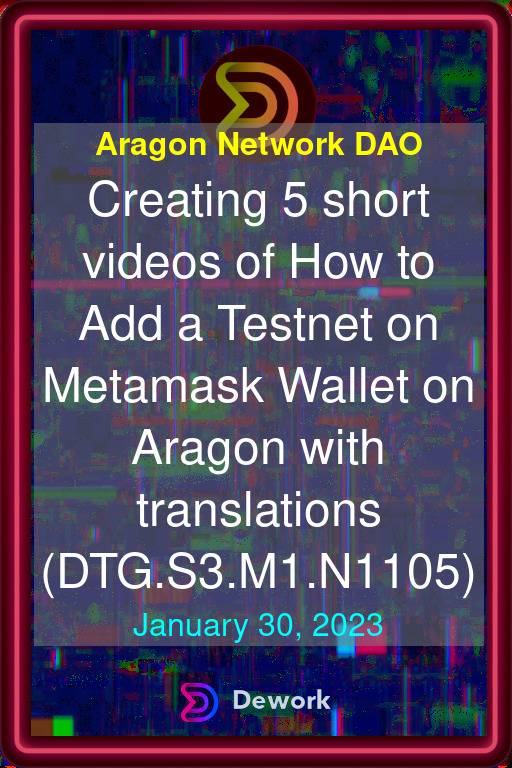 Aragon Network DAO
Creating 5 short
videos of How to
Add a Testnet on
Metamask Wallet on
Aragon with
translations
(DTG.S3.M1.N1105)
January 30, 2023
Dework